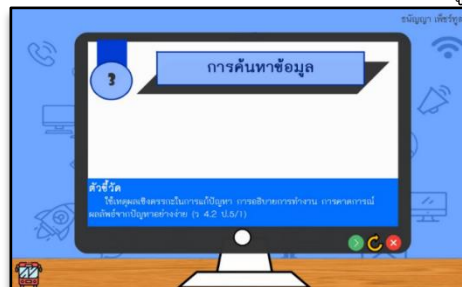 ธนัญญา เพ็ชร์ทูล
3
การค้นหาข้อมูล
ตัวชี้วัด
ใช้เหตุผลเชิงตรรกะในการแก้ปัญหา การอธิบายการทำงาน การคาดการณ์
ผลลัพธ์จากปัญหาอย่างง่าย (ว 4.2 ป.5/1)